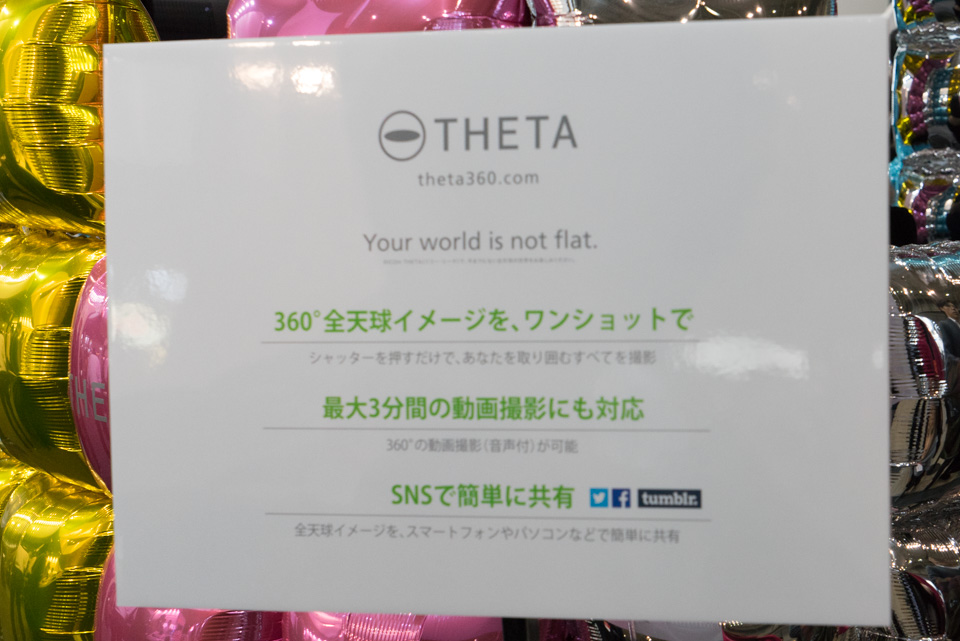 THETA
theta360.com
Your world is not flat.
360°全天球イメージを、ワンショットで
シャッターを押すだけで、あなたを取り囲むすべてを撮影
最大3分間の動画撮影にも対応
360°の動画撮影(音声付)が可能
SNSで簡単に共有 tumblr.
全天球イメージを、スマートフォンやパソコンなどで簡単に共有
THE